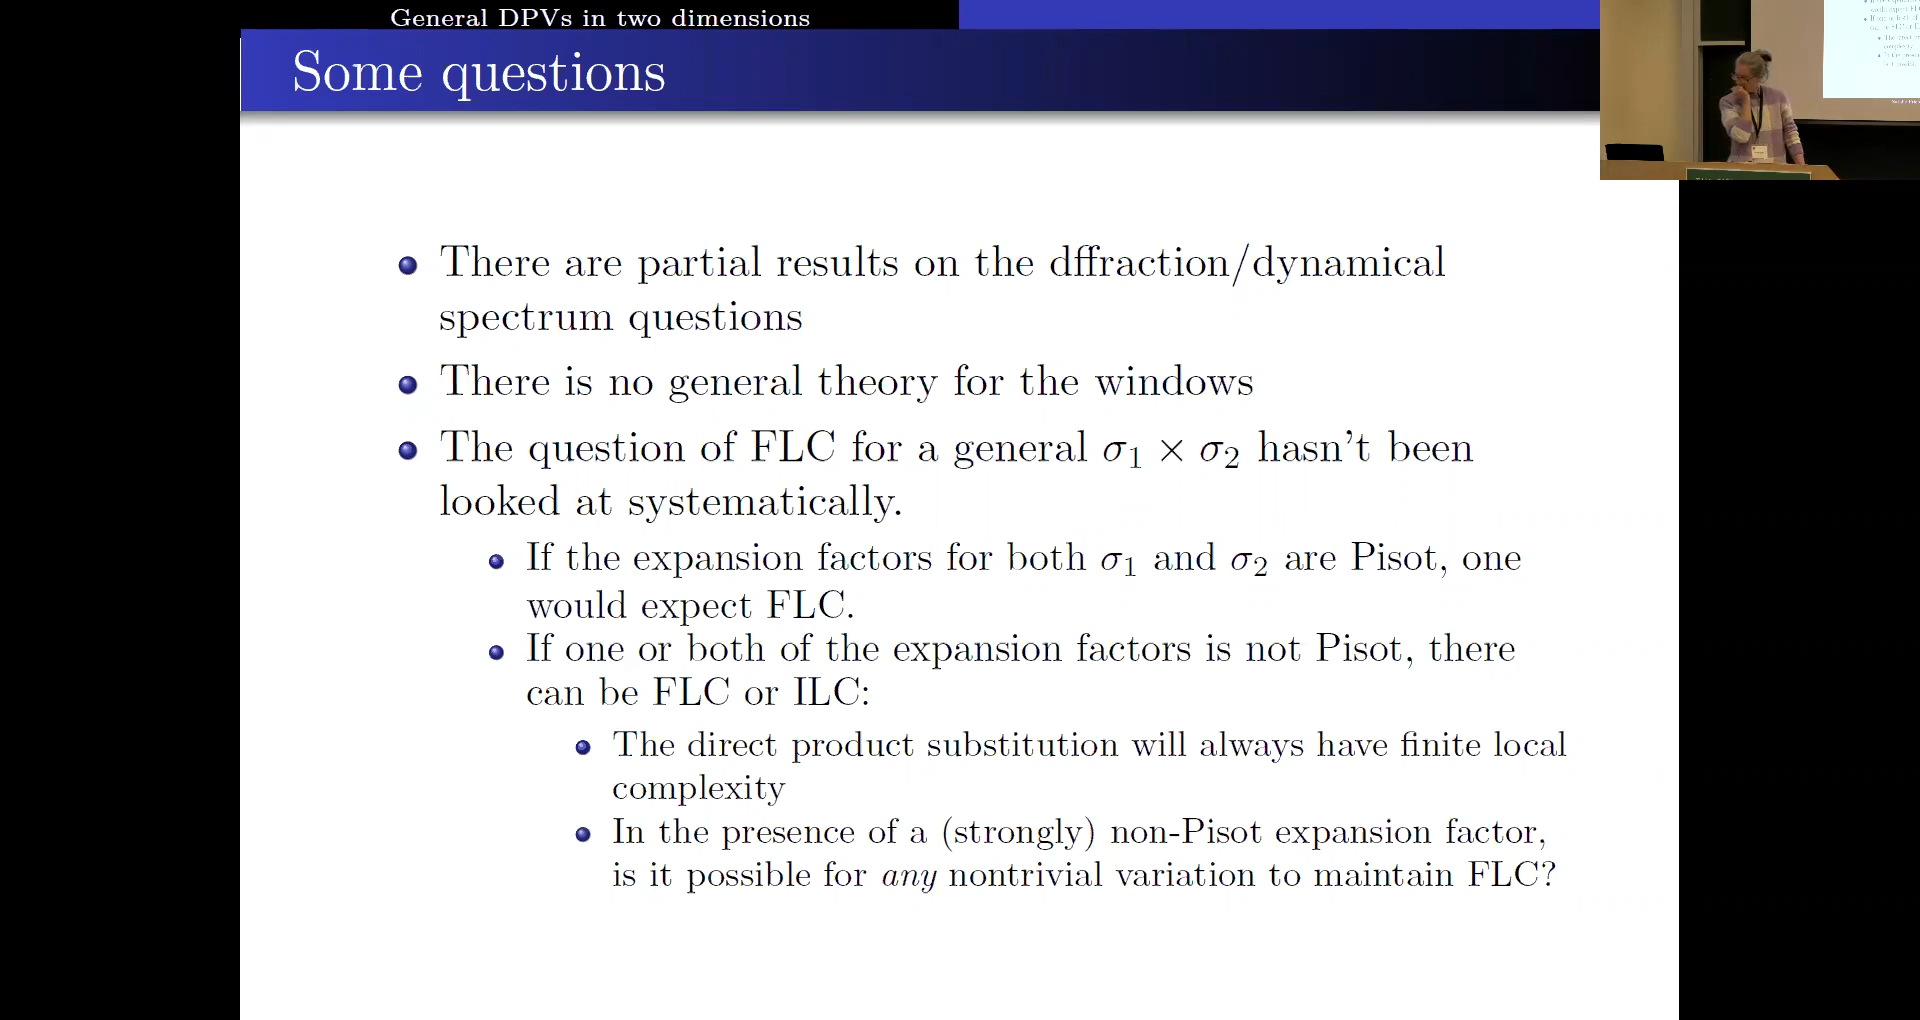 General DPVs in two dimensions
Some questions
There are partial results on the dffraction/dynamical
spectrum questions
There is no general theory for the windows
The question of FLC for a general σ₁ × σ₂ hasn't been
looked at systematically.
If the expansion factors for both σ₁ and σ₂ are Pisot, one
would expect FLC.
If one or both of the expansion factors is not Pisot, there
can be FLC or ILC:
The direct product substitution will always have finite local
complexity
In the presence of a (strongly) non-Pisot expansion factor,
is it possible for any nontrivial variation to maintain FLC?